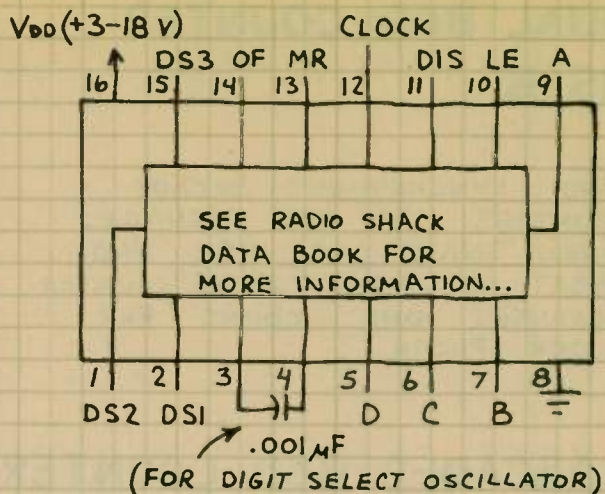 VDD (+3-18 V) CLOCK
DS3 OF MR DIS LE A
16 15 14 13 12 11 10 9
SEE RADIO SHACK
DATA BOOK FOR
MORE INFORMATION...
1 2 3 4 5 6 7 8
DS2 DS1 D C B
.001µF
(FOR DIGIT SELECT OSCILLATOR)